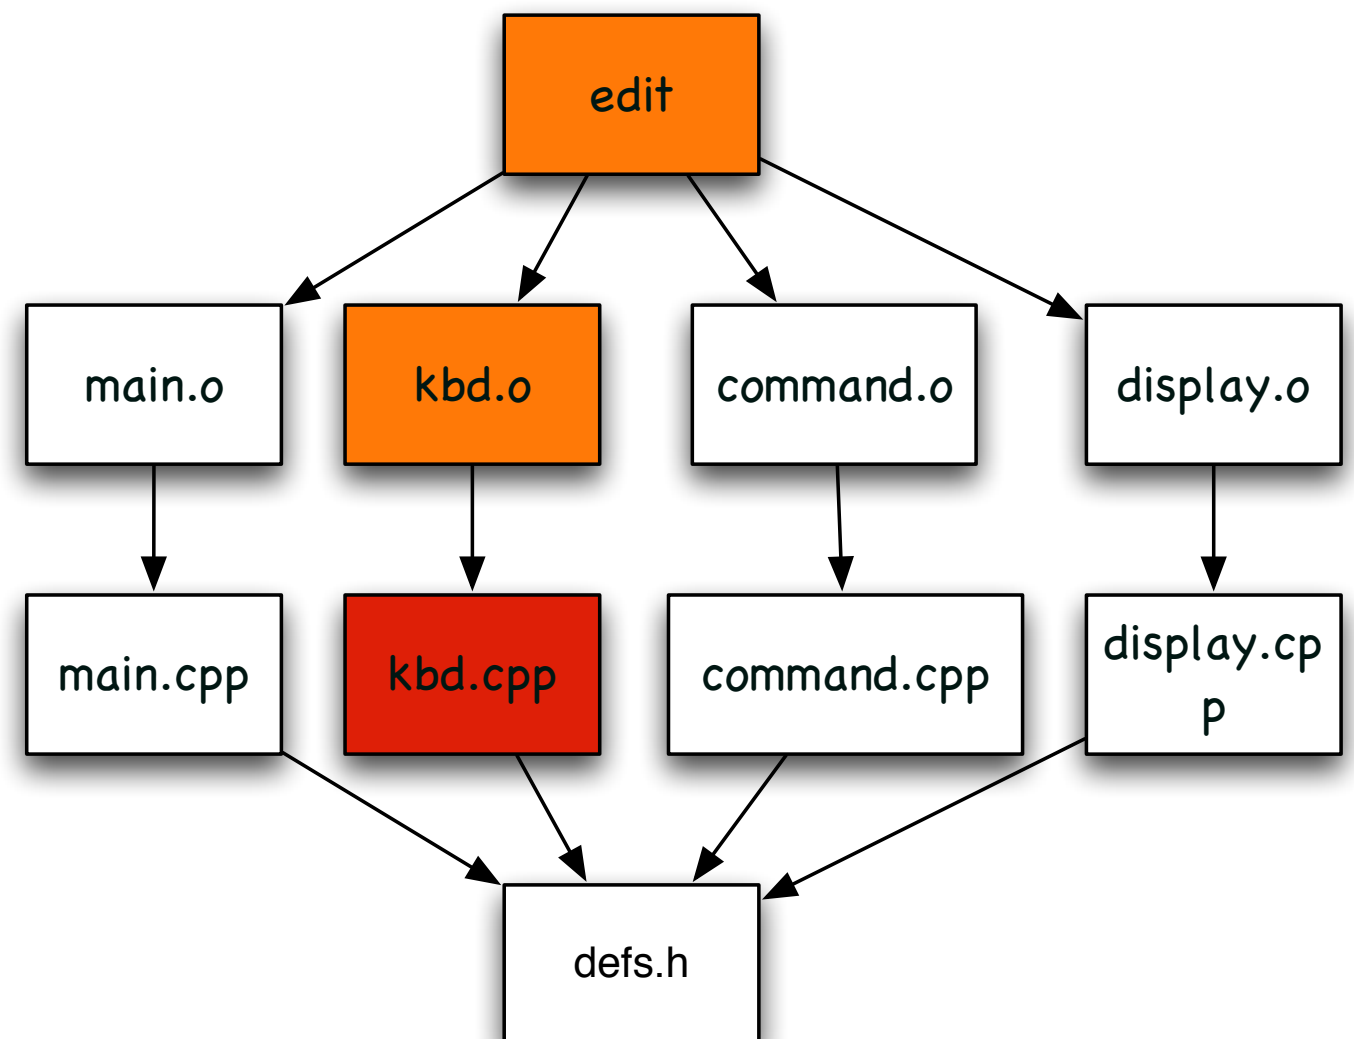 edit
main.o
kbd.o
command.o
display.o
main.cpp
kbd.cpp
command.cpp
display.cp
p
defs.h